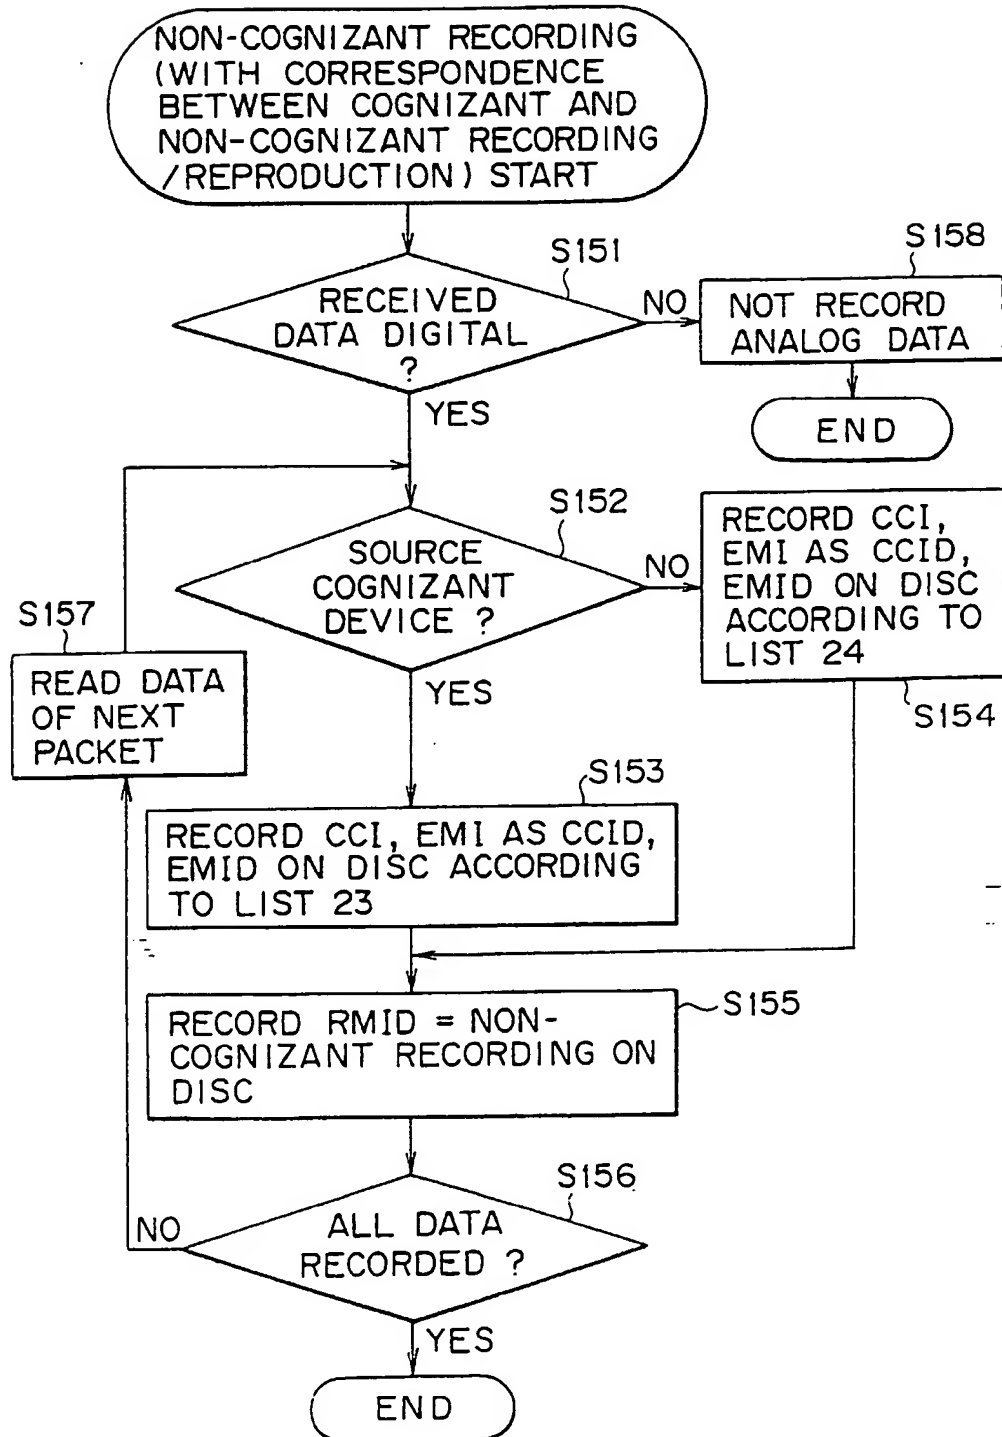 NON-COGNIZANT RECORDING
(WITH CORRESPONDENCE
BETWEEN COGNIZANT AND
NON-COGNIZANT RECORDING
/REPRODUCTION) START
S151
RECEIVED
DATA DIGITAL
?
NO
YES
S158
NOT RECORD
ANALOG DATA
END
S152
SOURCE
COGNIZANT
DEVICE ?
NO
YES
RECORD CCI,
EMI AS CCID,
EMID ON DISC
ACCORDING TO
LIST 24
S154
S157
READ DATA
OF NEXT
PACKET
S153
RECORD CCI, EMI AS CCID,
EMID ON DISC ACCORDING
TO LIST 23
S155
RECORD RMID = NON-
COGNIZANT RECORDING ON
DISC
S156
ALL DATA
RECORDED ?
NO
YES
END